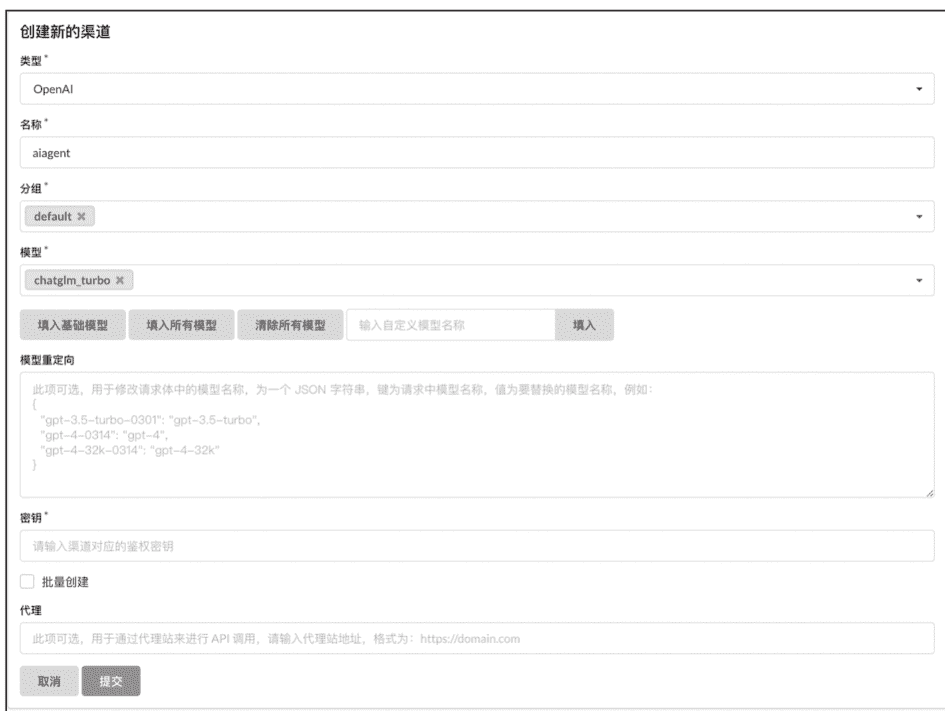 创建新的渠道
类型*
OpenAI
名称*
aiagent
分组*
default ✖
模型*
chatglm_turbo ✖
填入基础模型 填入所有模型 清除所有模型 输入自定义模型名称 填入
模型重定向
此项可选，用于修改请求体中的模型名称，为一个 JSON 字符串，键为请求中模型名称，值为要替换的模型名称，例如：
{
"gpt-3.5-turbo-0301": "gpt-3.5-turbo",
"gpt-4-0314": "gpt-4",
"gpt-4-32k-0314": "gpt-4-32k"
}
密钥*
请输入渠道对应的鉴权密钥
批量创建
代理
此项可选，用于通过代理站来进行 API 调用，请输入代理站地址，格式为：https://domain.com
取消 提交